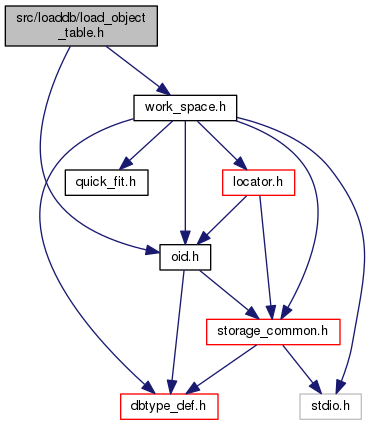 src/loaddb/load_object
_table.h
work_space.h
quick_fit.h
locator.h
oid.h
storage_common.h
dbtype_def.h
stdio.h